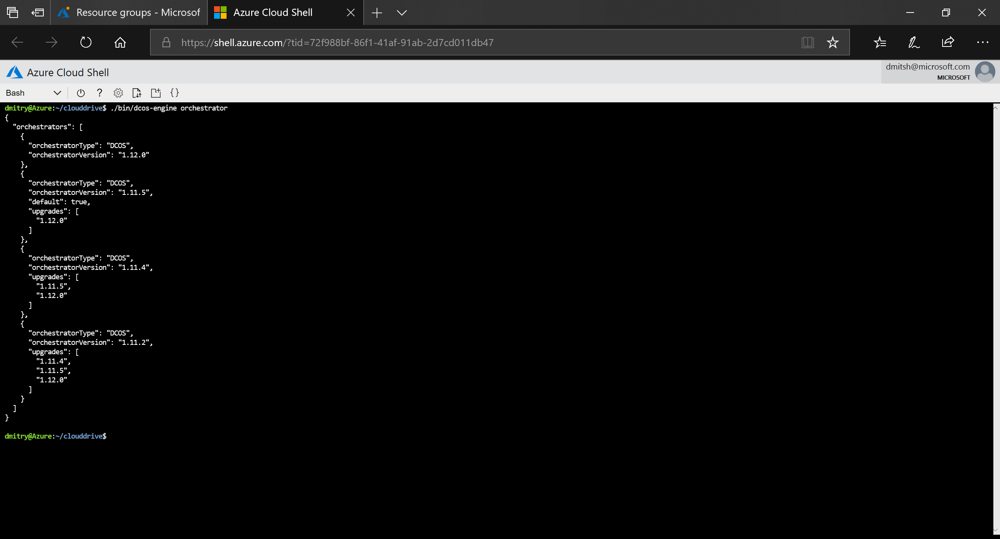 Resource groups - Microsof
Azure Cloud Shell
https://shell.azure.com/?tid=72f988bf-86f1-41af-91ab-2d7cd011db47
Azure Cloud Shell
dmitsh@microsoft.com
MICROSOFT
Bash
?
{}
dmitry@Azure:~/clouddrive$ ./bin/dcos-engine orchestrator
{
  "orchestrators": [
    {
      "orchestratorType": "DCOS",
      "orchestratorVersion": "1.12.0"
    },
    {
      "orchestratorType": "DCOS",
      "orchestratorVersion": "1.11.5",
      "default": true,
      "upgrades": [
        "1.12.0"
      ]
    },
    {
      "orchestratorType": "DCOS",
      "orchestratorVersion": "1.11.4",
      "upgrades": [
        "1.11.5",
        "1.12.0"
      ]
    },
    {
      "orchestratorType": "DCOS",
      "orchestratorVersion": "1.11.2",
      "upgrades": [
        "1.11.4",
        "1.11.5",
        "1.12.0"
      ]
    }
  ]
}
dmitry@Azure:~/clouddrive$